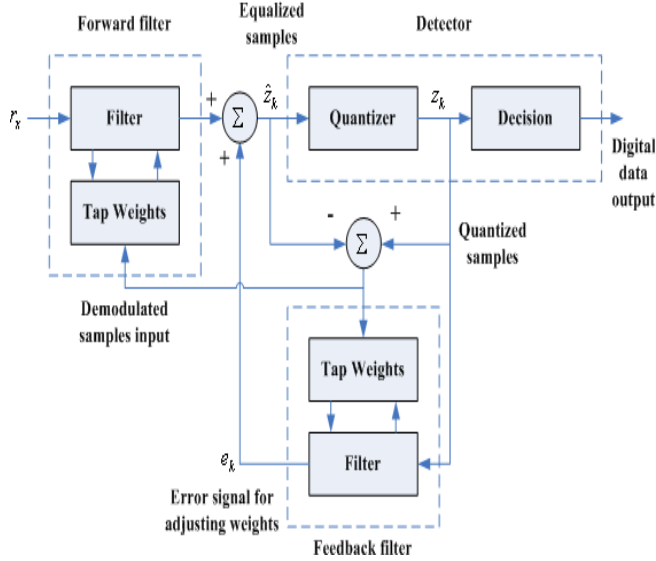 Forward filter
Equalized
samples
Detector
r_x
Filter
+
Σ
ẑ_k
Quantizer
z_k
Decision
+
Digital
data
output
Tap Weights
-
+
Σ
Quantized
samples
Demodulated
samples input
Tap Weights
e_k
Filter
Error signal for
adjusting weights
Feedback filter